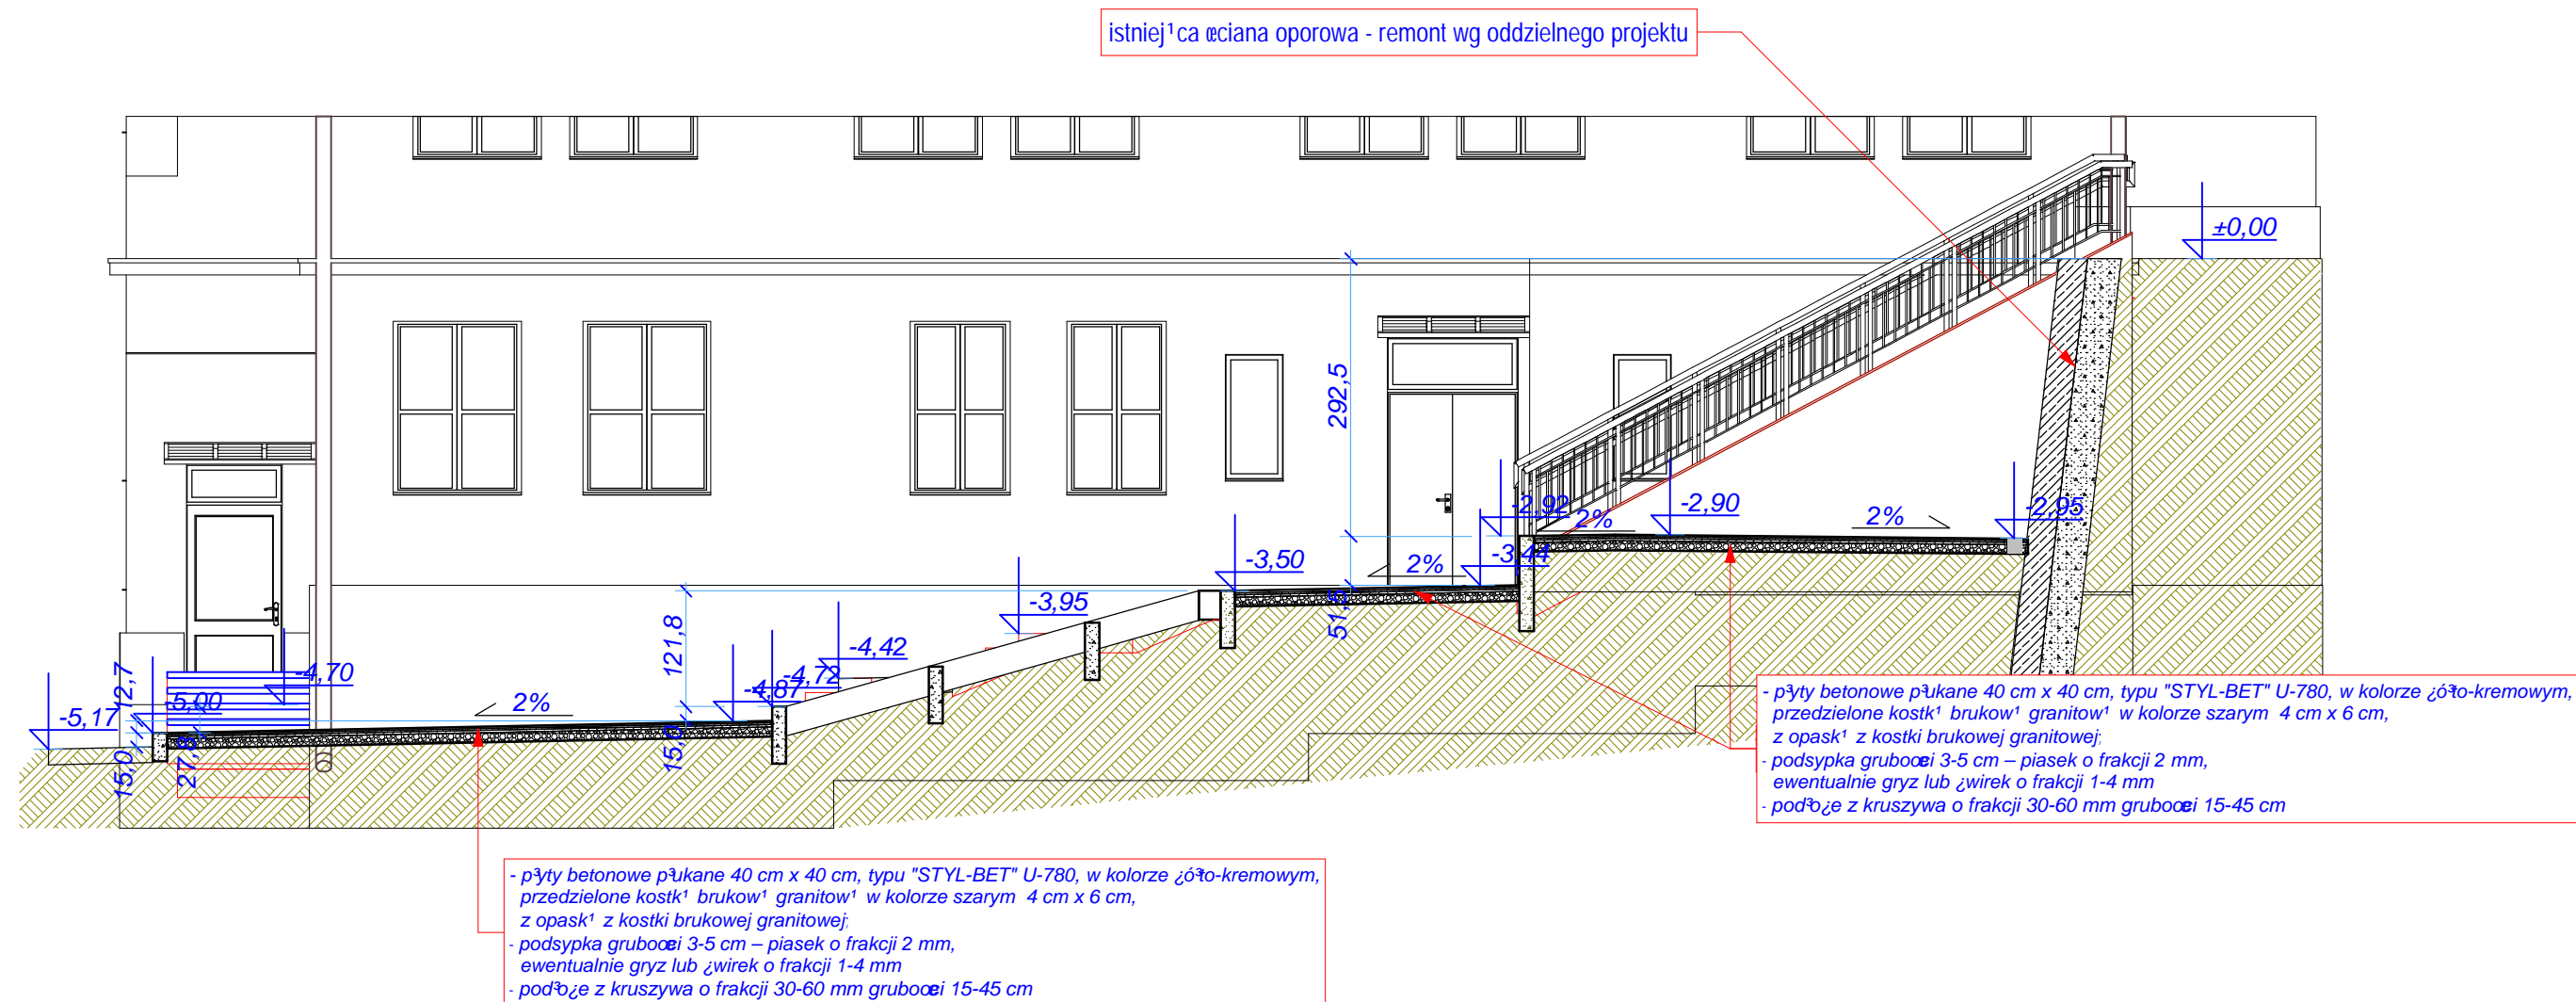 istniej¹ca œciana oporowa - remont wg oddzielnego projektu
±0,00
292,5
-2,92
2%
-2,90
2%
-2,95
-3,50
2%
-3,44
51,5
-3,95
121,8
-4,42
-4,72
-4,87
15,0
2%
-4,70
12,7
-5,00
-5,17
15,0
27,8
- p³yty betonowe p³ukane 40 cm x 40 cm, typu "STYL-BET" U-780, w kolorze ¿ó³to-kremowym,
przedzielone kostk¹ brukow¹ granitow¹ w kolorze szarym 4 cm x 6 cm,
z opask¹ z kostki brukowej granitowej;
- podsypka gruboœci 3-5 cm – piasek o frakcji 2 mm,
ewentualnie gryz lub ¿wirek o frakcji 1-4 mm
- pod³o¿e z kruszywa o frakcji 30-60 mm gruboœci 15-45 cm
- p³yty betonowe p³ukane 40 cm x 40 cm, typu "STYL-BET" U-780, w kolorze ¿ó³to-kremowym,
przedzielone kostk¹ brukow¹ granitow¹ w kolorze szarym 4 cm x 6 cm,
z opask¹ z kostki brukowej granitowej;
- podsypka gruboœci 3-5 cm – piasek o frakcji 2 mm,
ewentualnie gryz lub ¿wirek o frakcji 1-4 mm
- pod³o¿e z kruszywa o frakcji 30-60 mm gruboœci 15-45 cm